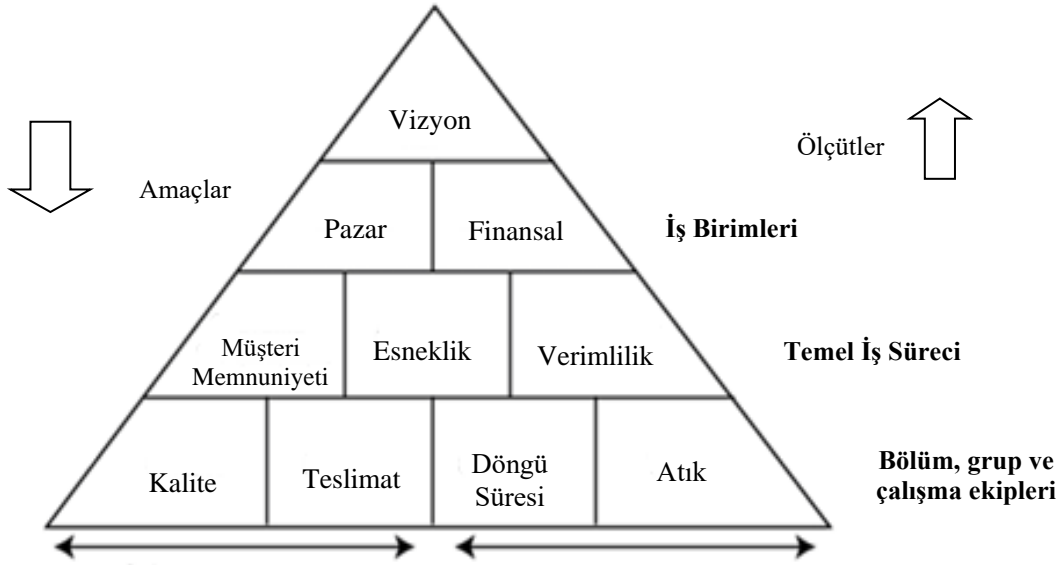 Vizyon
Ölçütler
Amaçlar
Pazar
Finansal
İş Birimleri
Müşteri
Memnuniyeti
Esneklik
Verimlilik
Temel İş Süreci
Kalite
Teslimat
Döngü
Süresi
Atık
Bölüm, grup ve
çalışma ekipleri